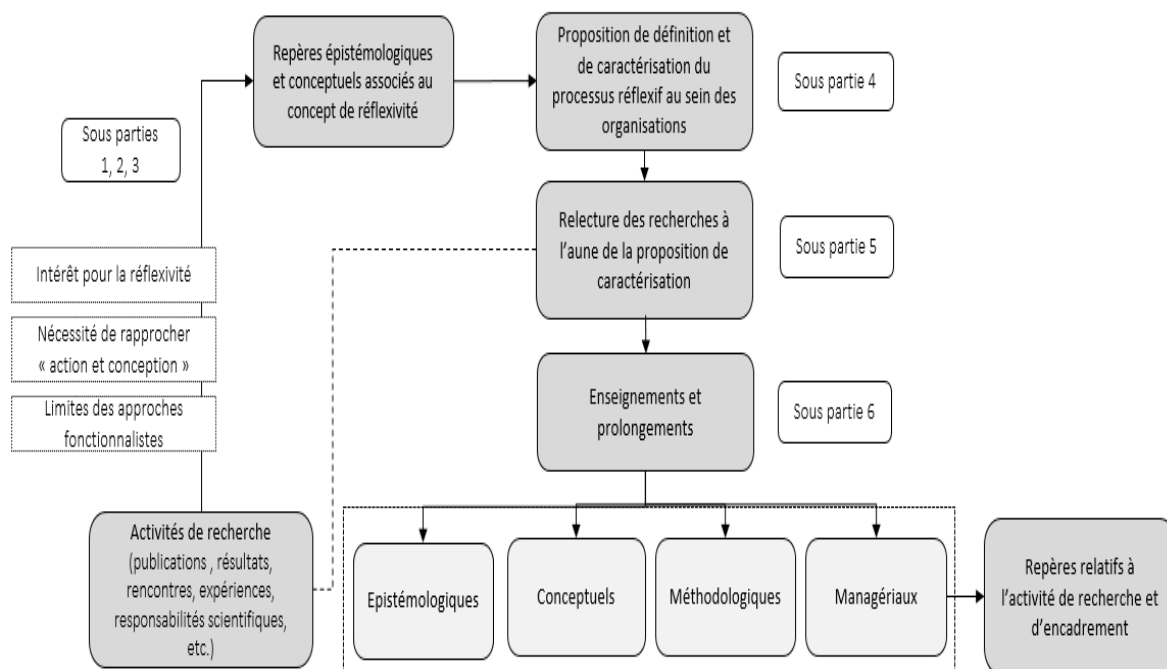 Repères épistémologiques
et conceptuels associés au
concept de réflexivité
Proposition de définition et
de caractérisation du
processus réflexif au sein des
organisations
Sous partie 4
Sous parties
1, 2, 3
Relecture des recherches à
l’aune de la proposition de
caractérisation
Sous partie 5
Intérêt pour la réflexivité
Nécessité de rapprocher
« action et conception »
Limites des approches
fonctionnalistes
Enseignements et
prolongements
Sous partie 6
Activités de recherche
(publications , résultats,
rencontres, expériences,
responsabilités scientifiques,
etc.)
Epistémologiques
Conceptuels
Méthodologiques
Managériaux
Repères relatifs à
l’activité de recherche et
d’encadrement